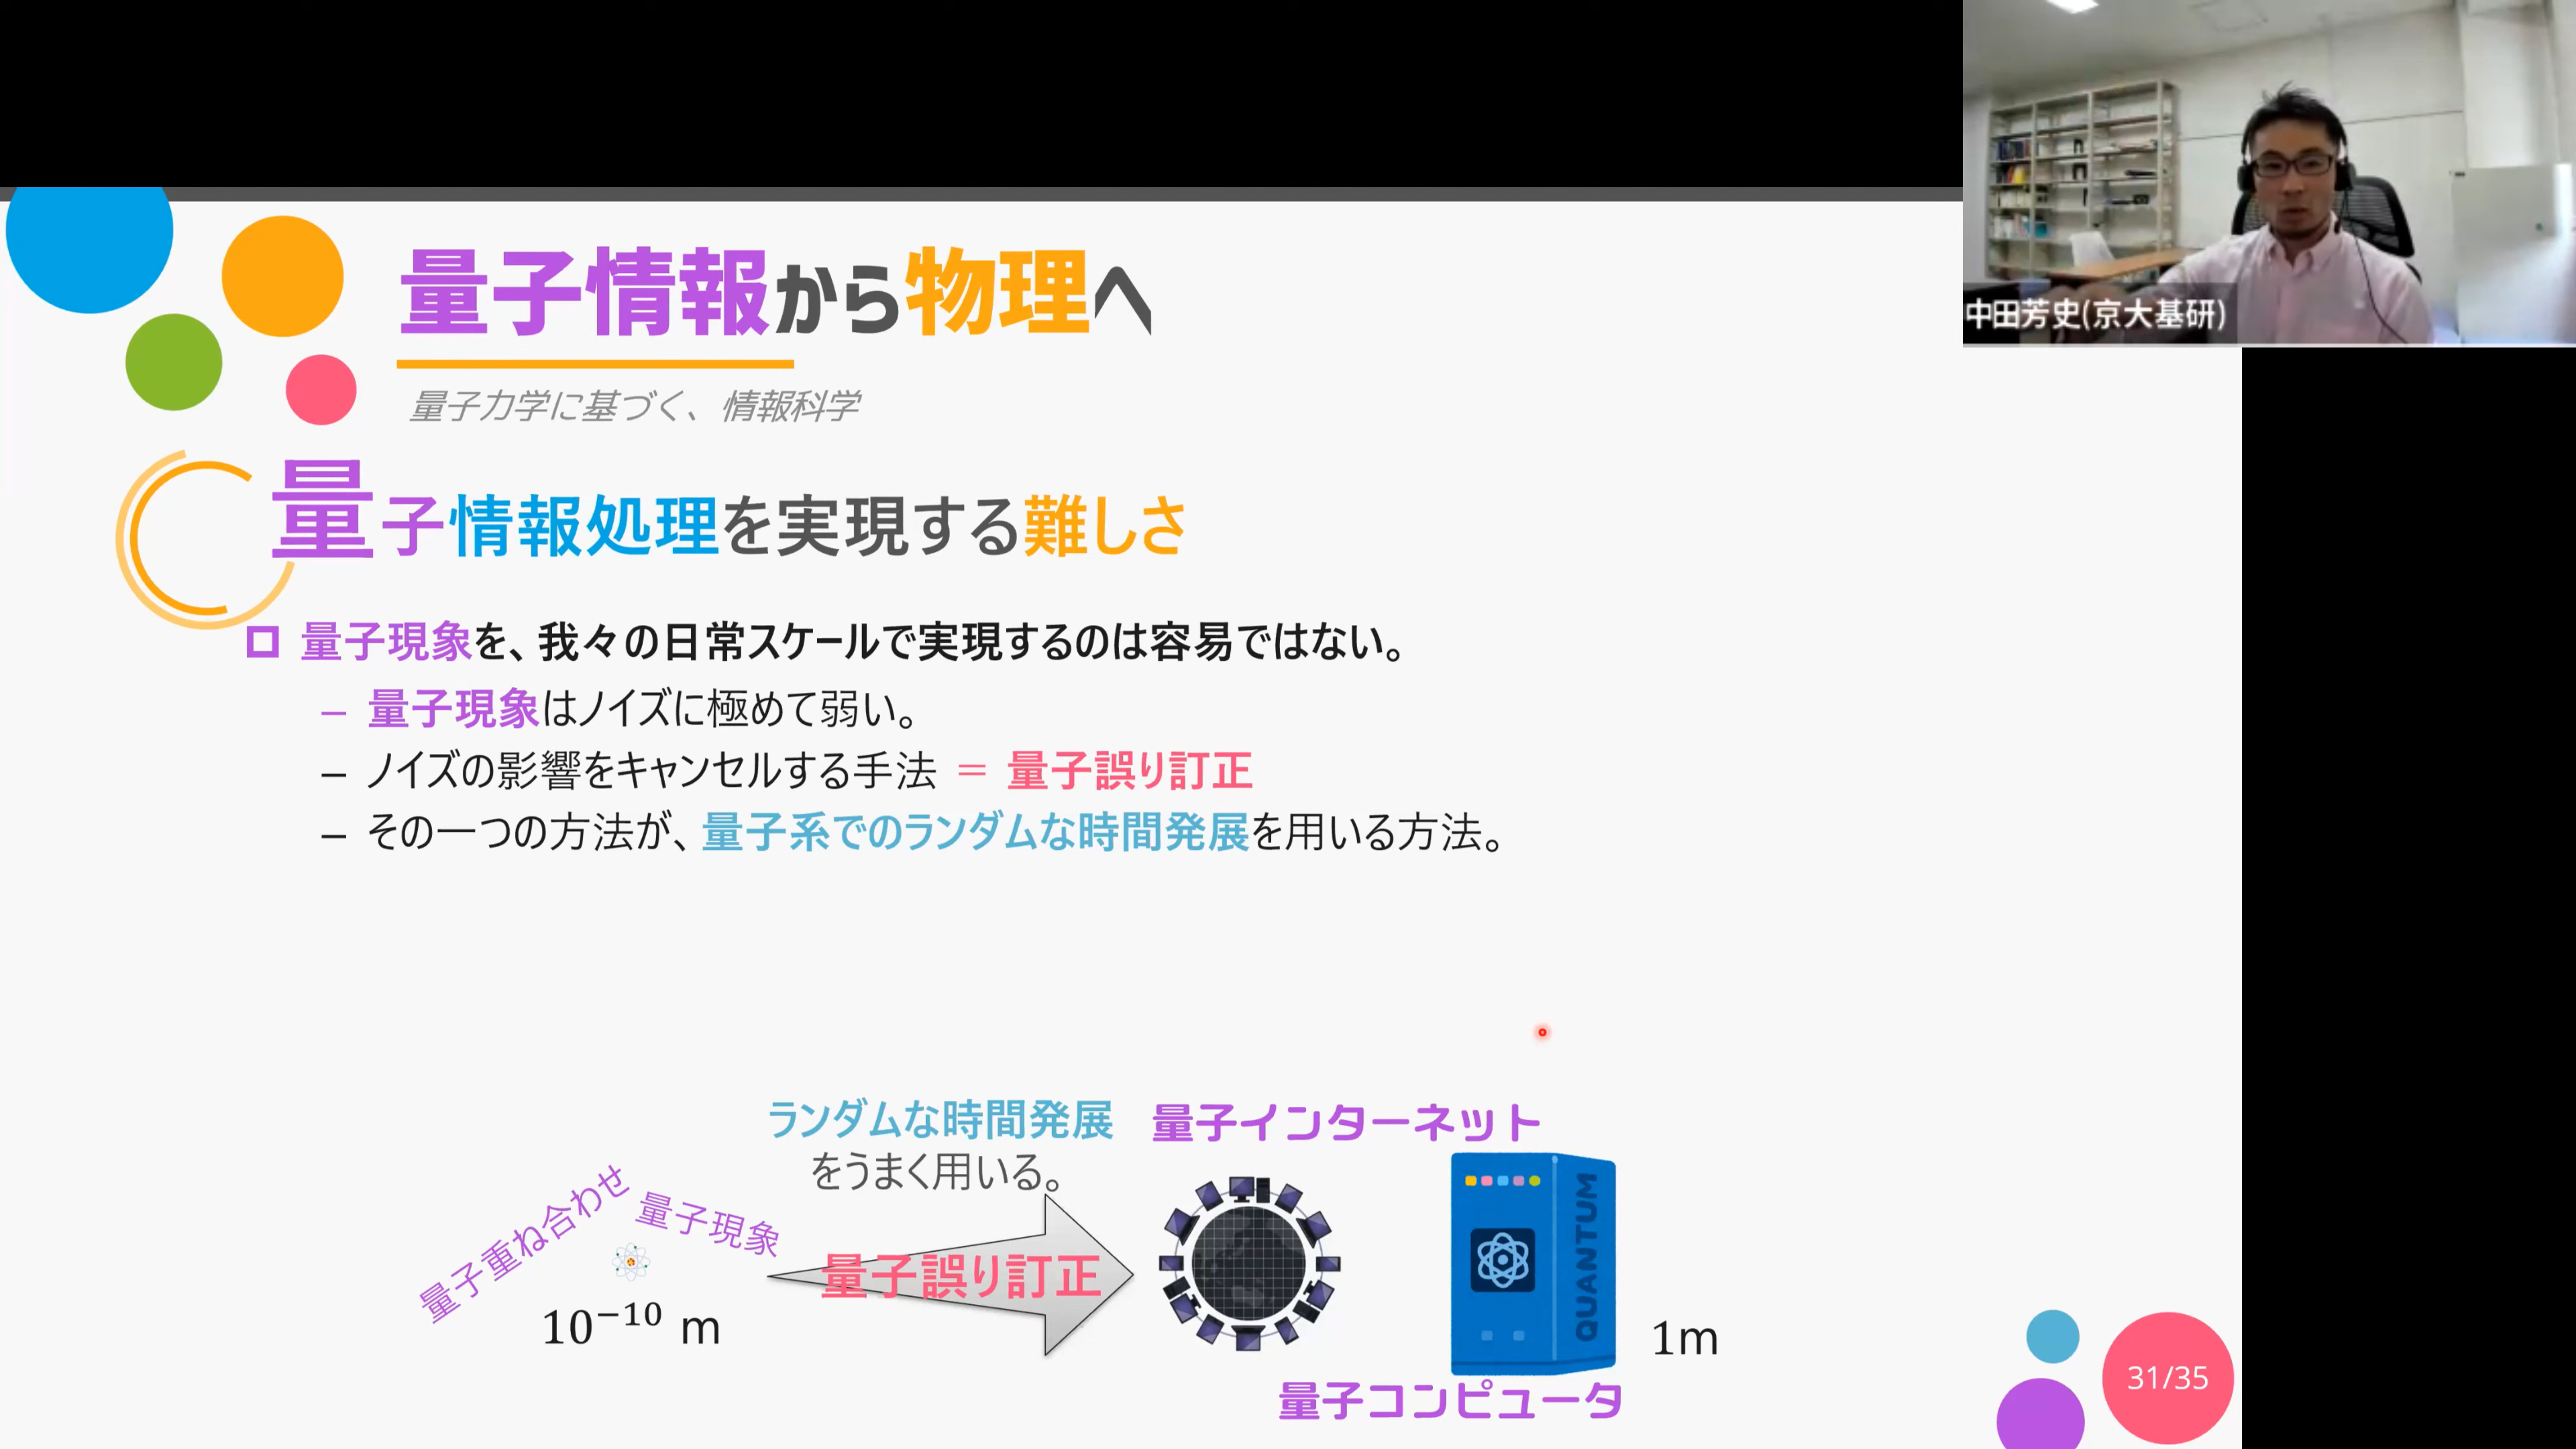 量子情報から物理へ
中田芳史(京大基研)
量子力学に基づく、情報科学
量子情報処理を実現する難しさ
量子現象を、我々の日常スケールで実現するのは容易ではない。
– 量子現象はノイズに極めて弱い。
– ノイズの影響をキャンセルする手法 = 量子誤り訂正
– その一つの方法が、量子系でのランダムな時間発展を用いる方法。
ランダムな時間発展
をうまく用いる。
量子インターネット
量子重ね合わせ
量子現象
量子誤り訂正
QUANTUM
10⁻¹⁰ m
1m
量子コンピュータ
31/35